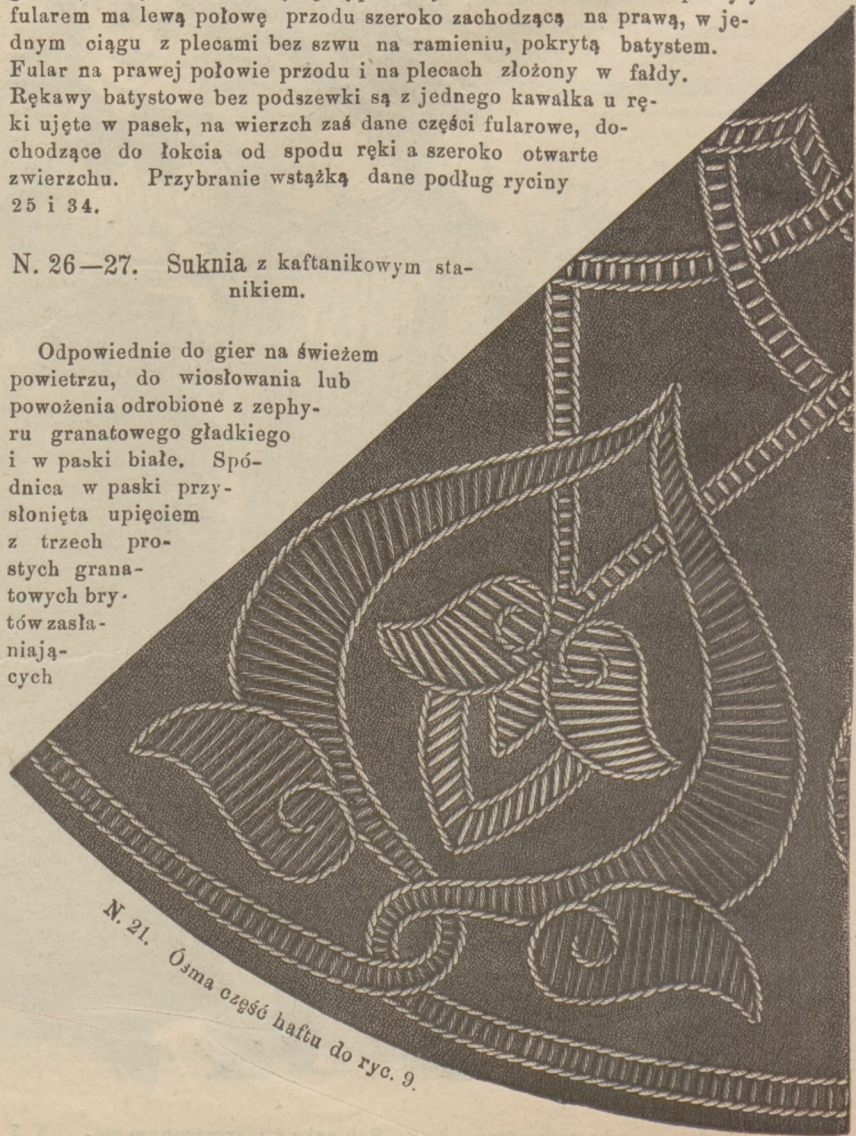 fularem ma lewą połowę przodu szeroko zachodzącą na prawą, w je-
dnym ciągu z plecami bez szwu na ramieniu, pokrytą batystem.
Fular na prawej połowie przodu i na plecach złożony w fałdy.
Rękawy batystowe bez podszewki są z jednego kawałka u rę-
ki ujęte w pasek, na wierzch zaś dane części fularowe, do-
chodzące do łokcia od spodu ręki a szeroko otwarte
zwierzchu. Przybranie wstążką dane podług ryciny
25 i 34.
N. 26—27. Suknia z kaftanikowym sta-
nikiem.
Odpowiednie do gier na świeżem
powietrzu, do wiosłowania lub
powożenia odrobione z zephy-
ru granatowego gładkiego
i w paski białe. Spó-
dnica w paski przy-
słonięta upięciem
z trzech pro-
stych grana-
towych bry-
tów zasła-
niają-
cych
N. 21. Ósma część haftu do ryc. 9.